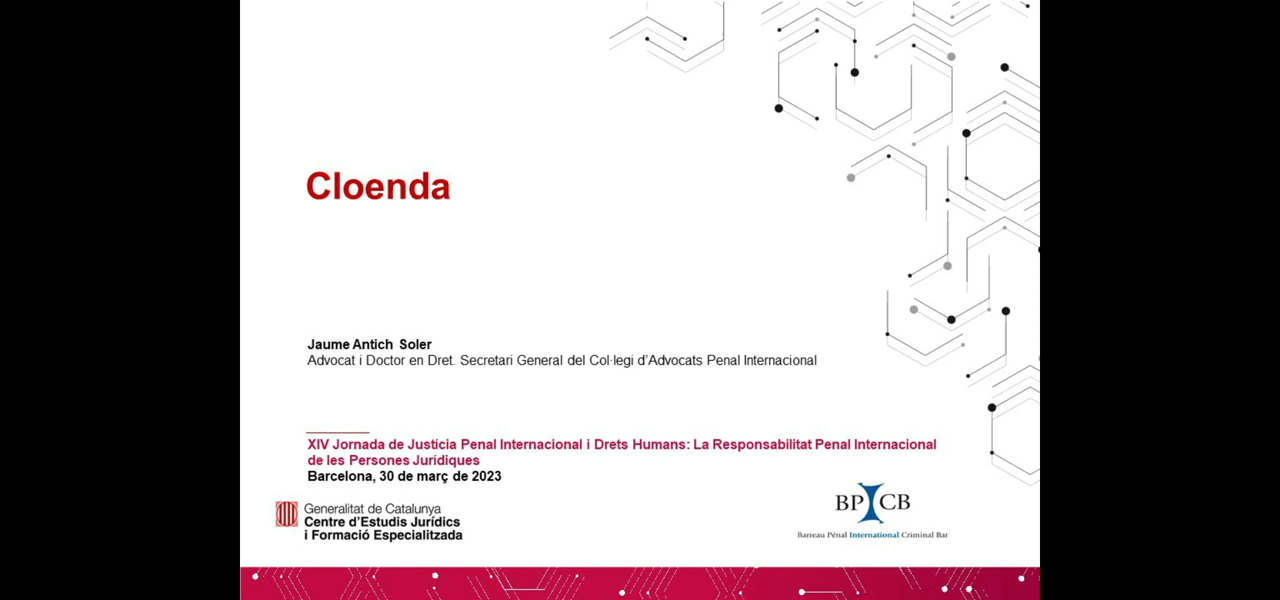 Cloenda
Jaume Antich Soler
Advocat i Doctor en Dret. Secretari General del Col·legi d'Advocats Penal Internacional
XIV Jornada de Justícia Penal Internacional i Drets Humans: La Responsabilitat Penal Internacional
de les Persones Jurídiques
Barcelona, 30 de març de 2023
Generalitat de Catalunya
Centre d'Estudis Jurídics
i Formació Especialitzada
BPICB
Barreau Pénal International Criminal Bar